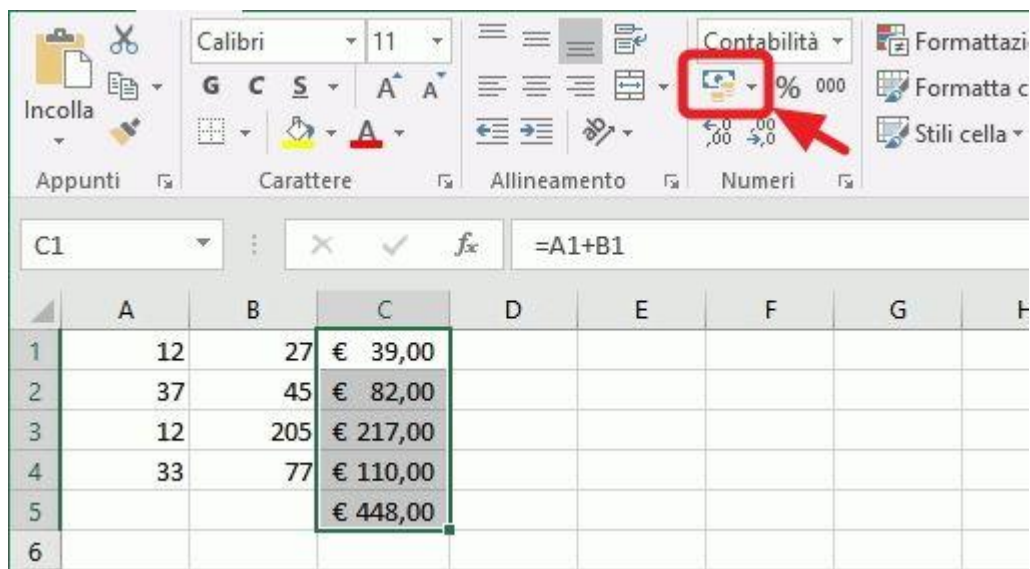 Calibri 11 Contabilità Formattazi
G C S A A % 000 Formatta c
Incolla
A ,00 Stili cella
Appunti Carattere Allineamento Numeri
C1 fx =A1+B1
A B C D E F G H
1 12 27 € 39,00
2 37 45 € 82,00
3 12 205 € 217,00
4 33 77 € 110,00
5 € 448,00
6